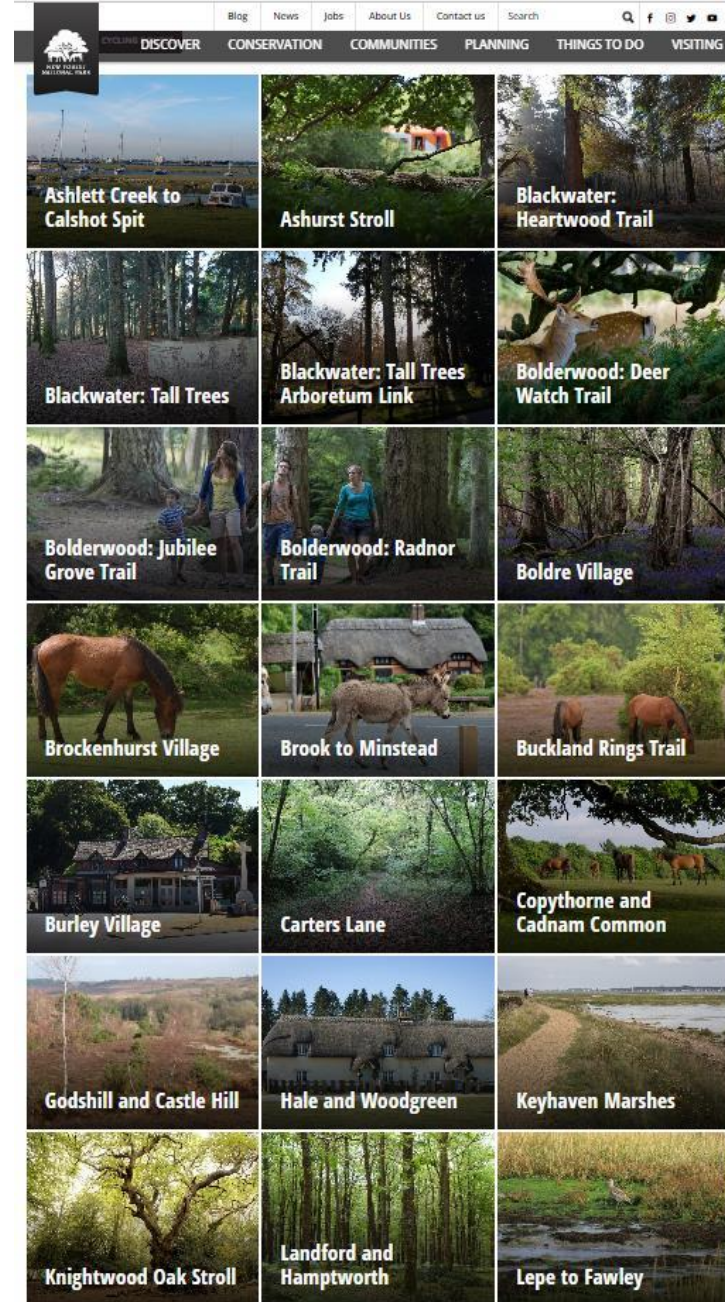 Blog News Jobs About Us Contact us Search
NEW FOREST
NATIONAL PARK
DISCOVER CONSERVATION COMMUNITIES PLANNING THINGS TO DO VISITING
Ashlett Creek to
Calshot Spit
Ashurst Stroll
Blackwater:
Heartwood Trail
Blackwater: Tall Trees
Blackwater: Tall Trees
Arboretum Link
Bolderwood: Deer
Watch Trail
Bolderwood: Jubilee
Grove Trail
Bolderwood: Radnor
Trail
Boldre Village
Brockenhurst Village
Brook to Minstead
Buckland Rings Trail
Burley Village
Carters Lane
Copythorne and
Cadnam Common
Godshill and Castle Hill
Hale and Woodgreen
Keyhaven Marshes
Knightwood Oak Stroll
Landford and
Hamptworth
Lepe to Fawley